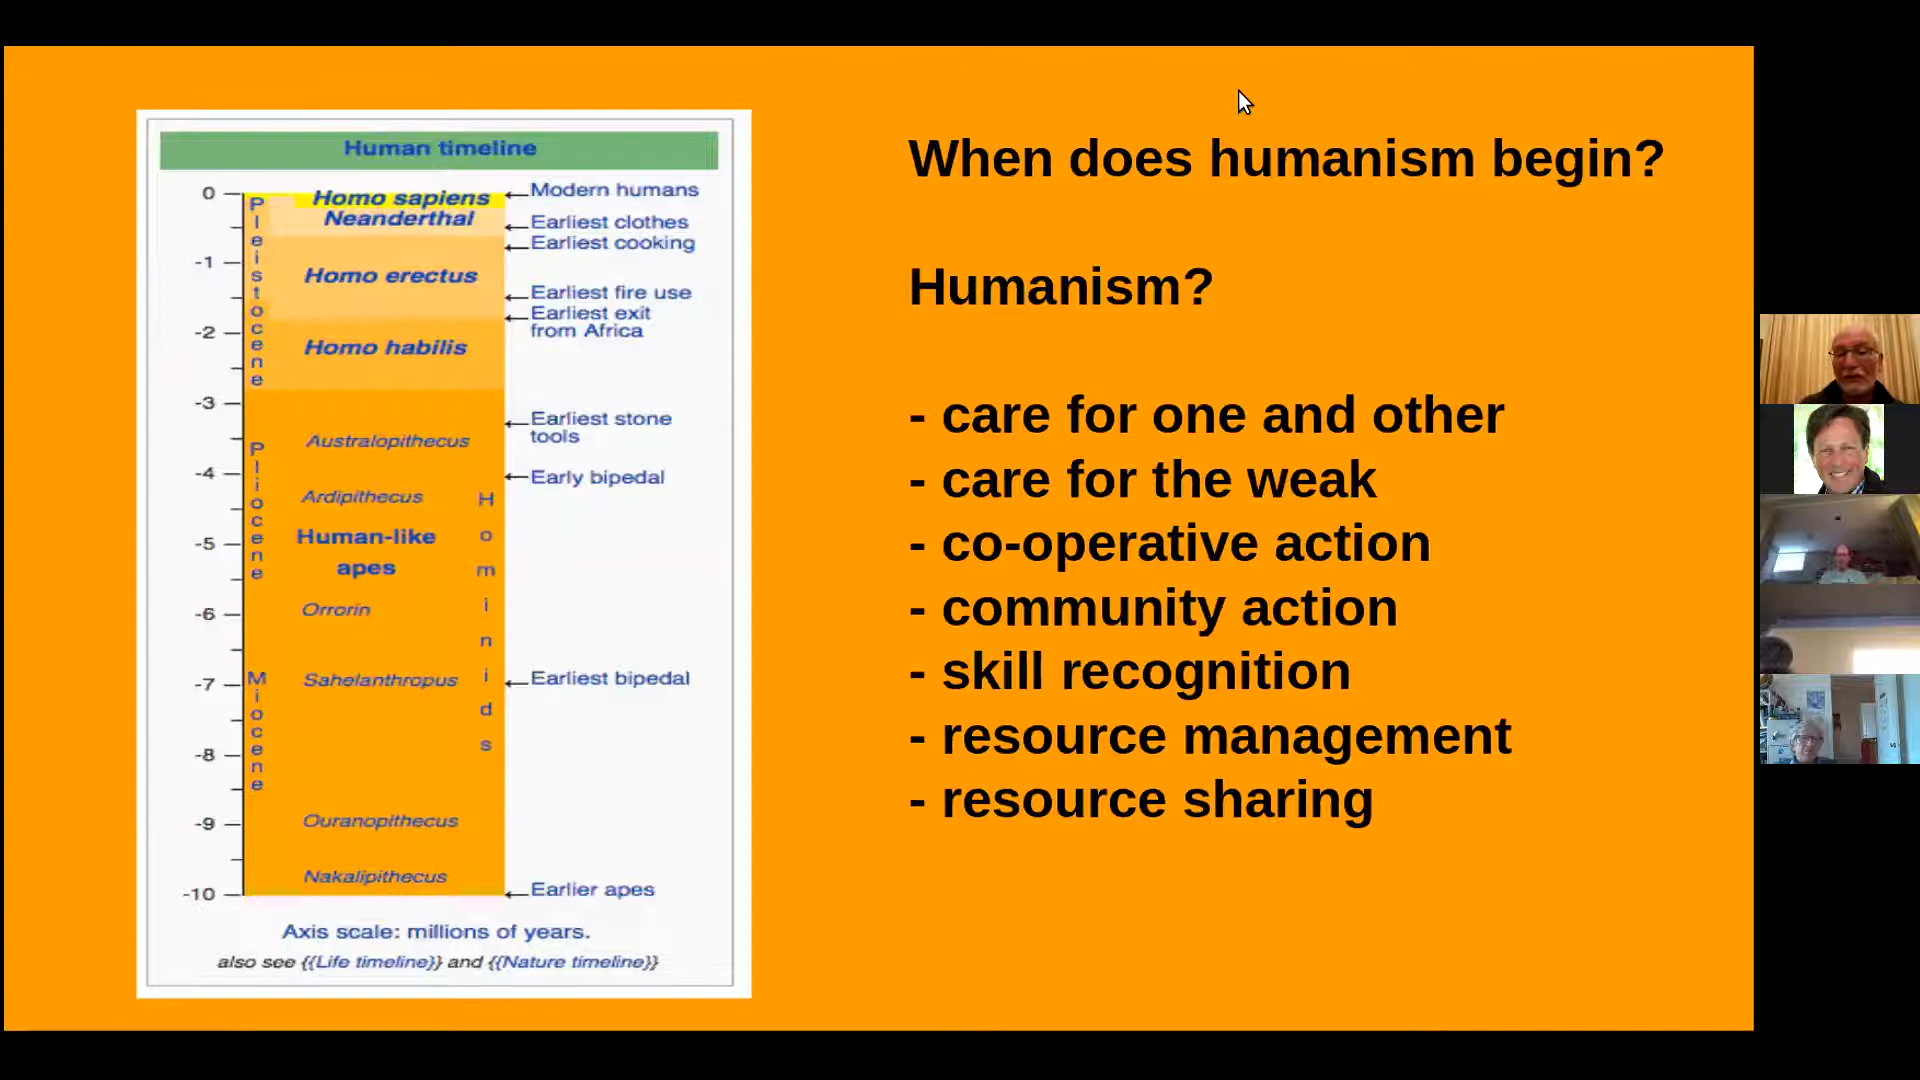 Human timeline
0
-1
-2
-3
-4
-5
-6
-7
-8
-9
-10
Pleistocene
Pliocene
Miocene
Hominids
Homo sapiens
Neanderthal
Homo erectus
Homo habilis
Australopithecus
Ardipithecus
Human-like
apes
Orrorin
Sahelanthropus
Ouranopithecus
Nakalipithecus
Modern humans
Earliest clothes
Earliest cooking
Earliest fire use
Earliest exit
from Africa
Earliest stone
tools
Early bipedal
Earliest bipedal
Earlier apes
Axis scale: millions of years.
also see {{Life timeline}} and {{Nature timeline}}
When does humanism begin?
Humanism?
- care for one and other
- care for the weak
- co-operative action
- community action
- skill recognition
- resource management
- resource sharing